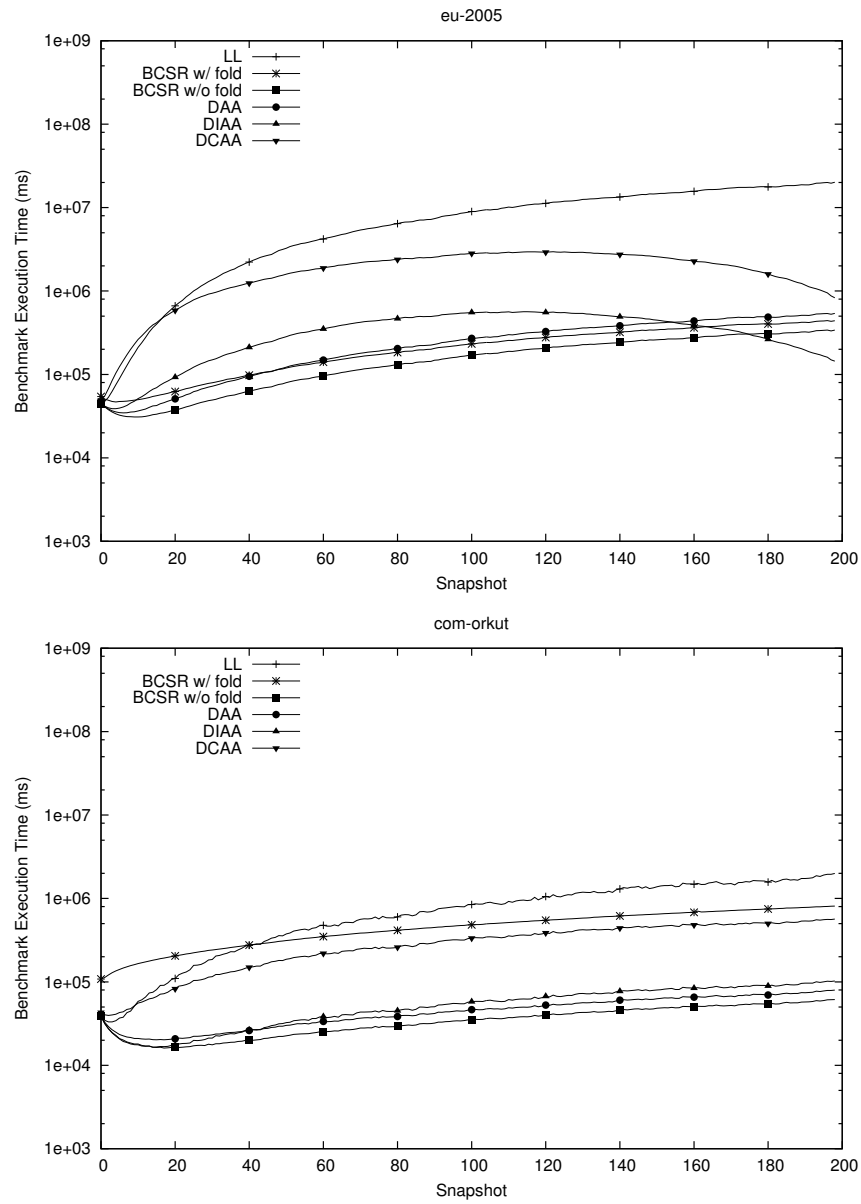 eu-2005
1e+09
1e+08
1e+07
1e+06
1e+05
1e+04
1e+03
Benchmark Execution Time (ms)
LL
BCSR w/ fold
BCSR w/o fold
DAA
DIAA
DCAA
0 20 40 60 80 100 120 140 160 180 200
Snapshot
com-orkut
1e+09
1e+08
1e+07
1e+06
1e+05
1e+04
1e+03
Benchmark Execution Time (ms)
LL
BCSR w/ fold
BCSR w/o fold
DAA
DIAA
DCAA
0 20 40 60 80 100 120 140 160 180 200
Snapshot